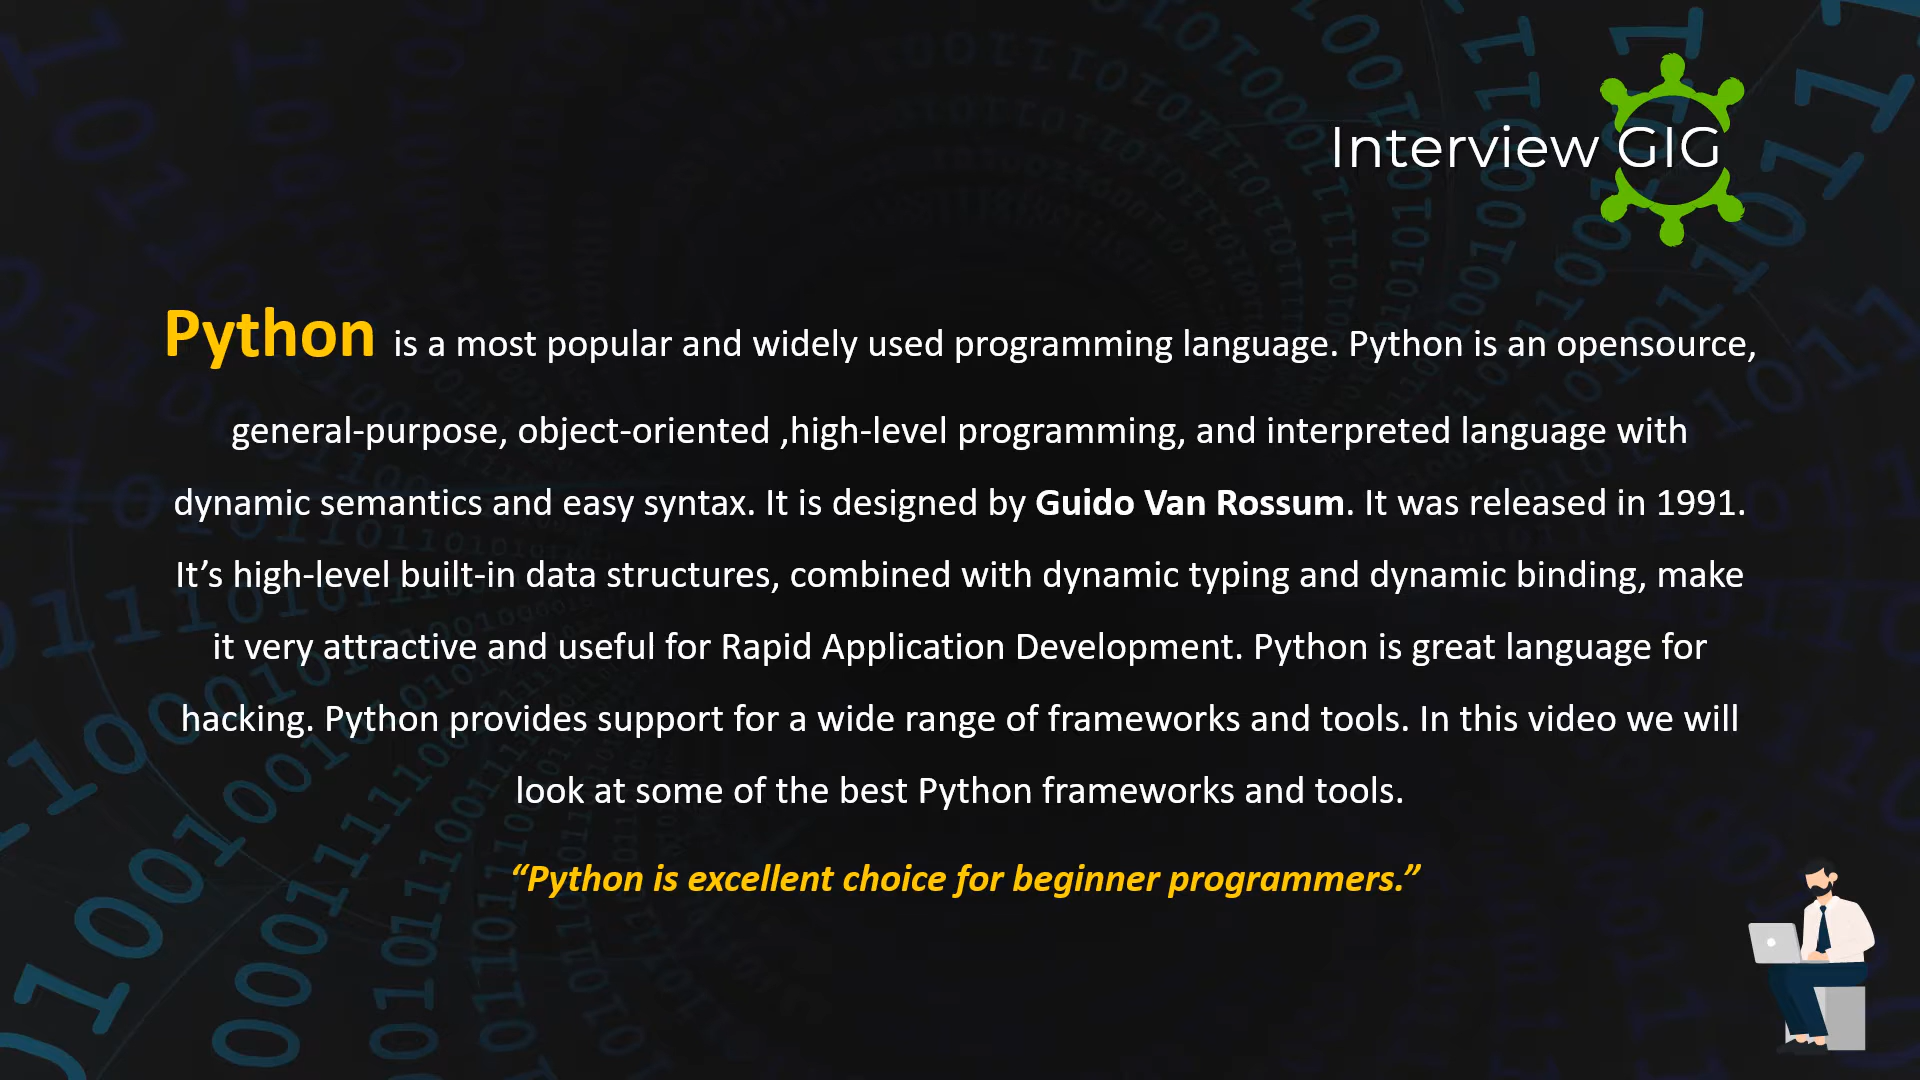 Interview GIG
Python is a most popular and widely used programming language. Python is an opensource,
general-purpose, object-oriented ,high-level programming, and interpreted language with
dynamic semantics and easy syntax. It is designed by Guido Van Rossum. It was released in 1991.
It’s high-level built-in data structures, combined with dynamic typing and dynamic binding, make
it very attractive and useful for Rapid Application Development. Python is great language for
hacking. Python provides support for a wide range of frameworks and tools. In this video we will
look at some of the best Python frameworks and tools.
“Python is excellent choice for beginner programmers.”